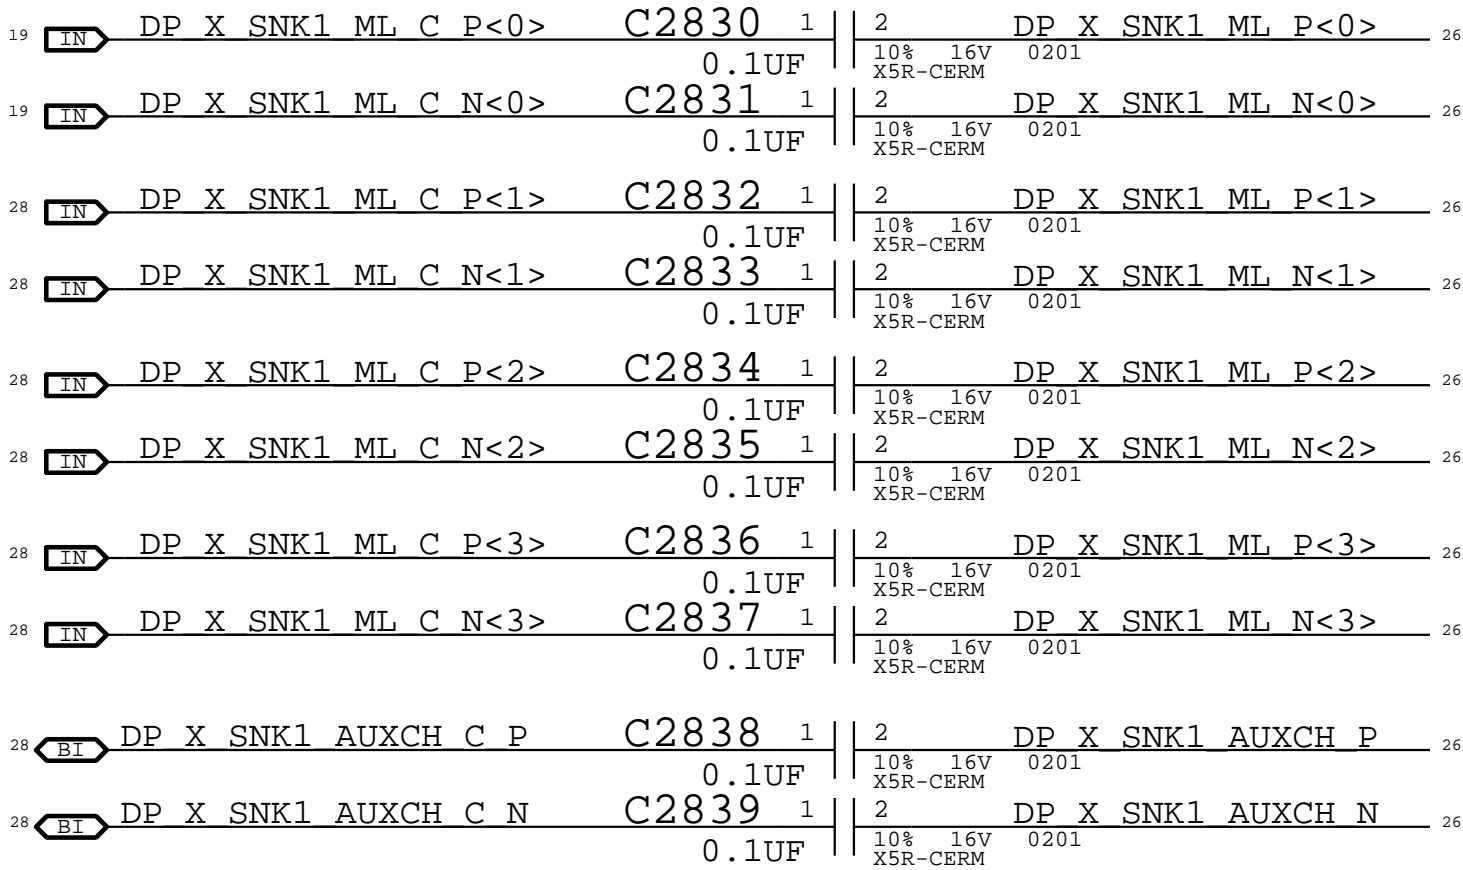 19 IN DP_X_SNK1_ML_C_P<0> C2830 1 2 DP_X_SNK1_ML_P<0> 26
0.1UF 10% 16V 0201
X5R-CERM
19 IN DP_X_SNK1_ML_C_N<0> C2831 1 2 DP_X_SNK1_ML_N<0> 26
0.1UF 10% 16V 0201
X5R-CERM
28 IN DP_X_SNK1_ML_C_P<1> C2832 1 2 DP_X_SNK1_ML_P<1> 26
0.1UF 10% 16V 0201
X5R-CERM
28 IN DP_X_SNK1_ML_C_N<1> C2833 1 2 DP_X_SNK1_ML_N<1> 26
0.1UF 10% 16V 0201
X5R-CERM
28 IN DP_X_SNK1_ML_C_P<2> C2834 1 2 DP_X_SNK1_ML_P<2> 26
0.1UF 10% 16V 0201
X5R-CERM
28 IN DP_X_SNK1_ML_C_N<2> C2835 1 2 DP_X_SNK1_ML_N<2> 26
0.1UF 10% 16V 0201
X5R-CERM
28 IN DP_X_SNK1_ML_C_P<3> C2836 1 2 DP_X_SNK1_ML_P<3> 26
0.1UF 10% 16V 0201
X5R-CERM
28 IN DP_X_SNK1_ML_C_N<3> C2837 1 2 DP_X_SNK1_ML_N<3> 26
0.1UF 10% 16V 0201
X5R-CERM
28 BI DP_X_SNK1_AUXCH_C_P C2838 1 2 DP_X_SNK1_AUXCH_P 26
0.1UF 10% 16V 0201
X5R-CERM
28 BI DP_X_SNK1_AUXCH_C_N C2839 1 2 DP_X_SNK1_AUXCH_N 26
0.1UF 10% 16V 0201
X5R-CERM